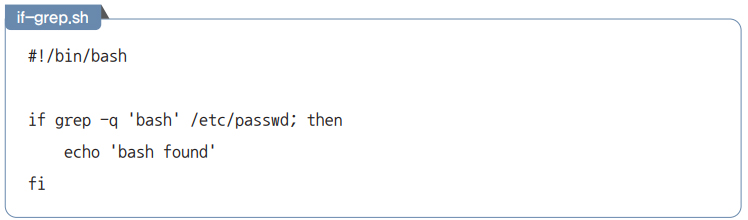 if-grep.sh
#!/bin/bash

if grep -q 'bash' /etc/passwd; then
    echo 'bash found'
fi